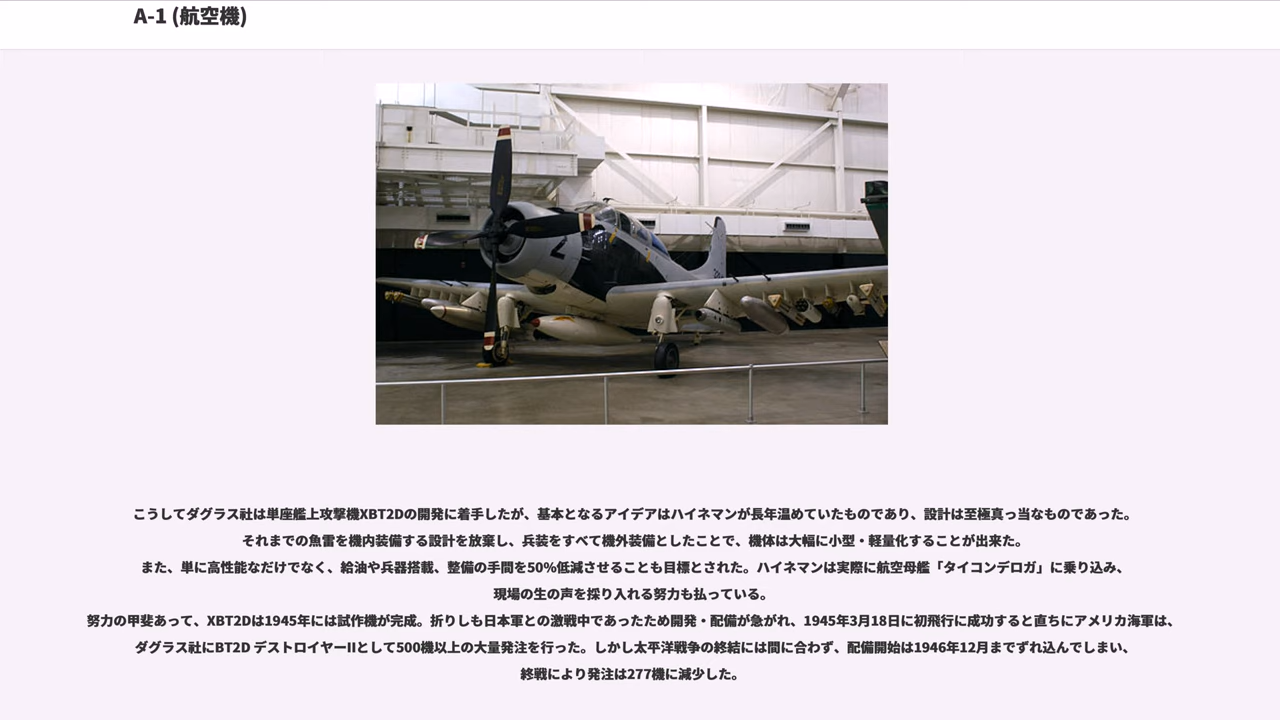 A-1 (航空機)
2
こうしてダグラス社は単座艦上攻撃機XBT2Dの開発に着手したが、基本となるアイデアはハイネマンが長年温めていたものであり、設計は至極真っ当なものであった。
それまでの魚雷を機内装備する設計を放棄し、兵装をすべて機外装備としたことで、機体は大幅に小型・軽量化することが出来た。
また、単に高性能なだけでなく、給油や兵器搭載、整備の手間を50%低減させることも目標とされた。ハイネマンは実際に航空母艦「タイコンデロガ」に乗り込み、
現場の生の声を採り入れる努力も払っている。
努力の甲斐あって、XBT2Dは1945年には試作機が完成。折りしも日本軍との激戦中であったため開発・配備が急がれ、1945年3月18日に初飛行に成功すると直ちにアメリカ海軍は、
ダグラス社にBT2D デストロイヤーIIとして500機以上の大量発注を行った。しかし太平洋戦争の終結には間に合わず、配備開始は1946年12月までずれ込んでしまい、
終戦により発注は277機に減少した。